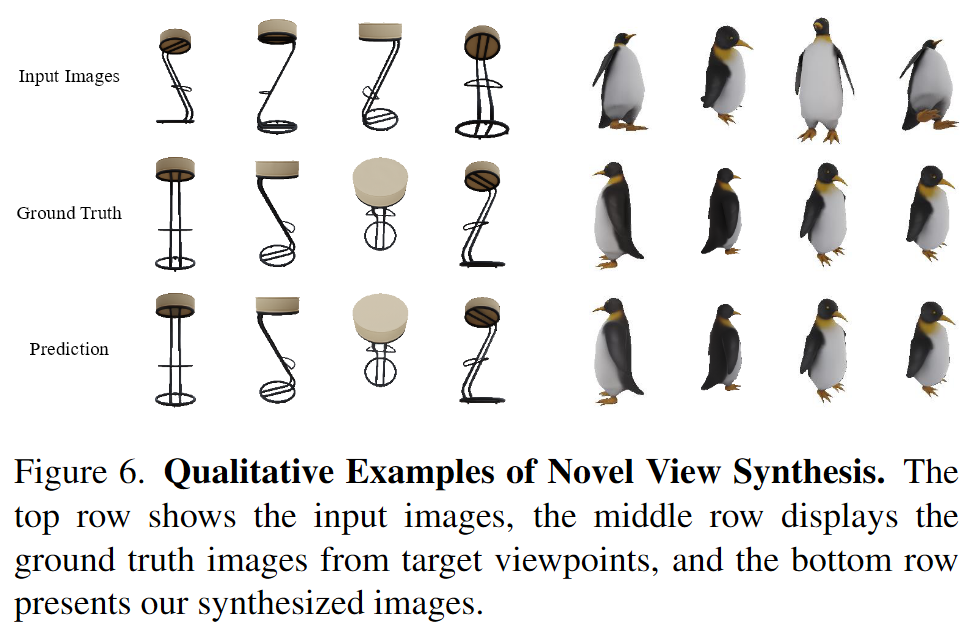 Input Images
Ground Truth
Prediction
Figure 6. Qualitative Examples of Novel View Synthesis. The
top row shows the input images, the middle row displays the
ground truth images from target viewpoints, and the bottom row
presents our synthesized images.